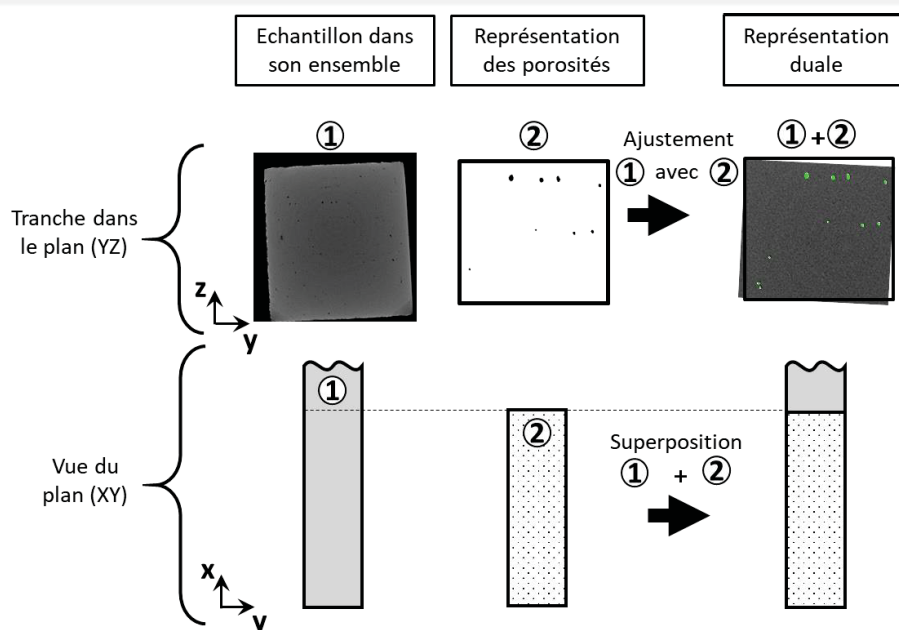 Echantillon dans
son ensemble
Représentation
des porosités
Représentation
duale
①
②
Ajustement
① avec ②
①+②
Tranche dans
le plan (YZ)
z
y
①
②
Superposition
① + ②
Vue du
plan (XY)
x
y